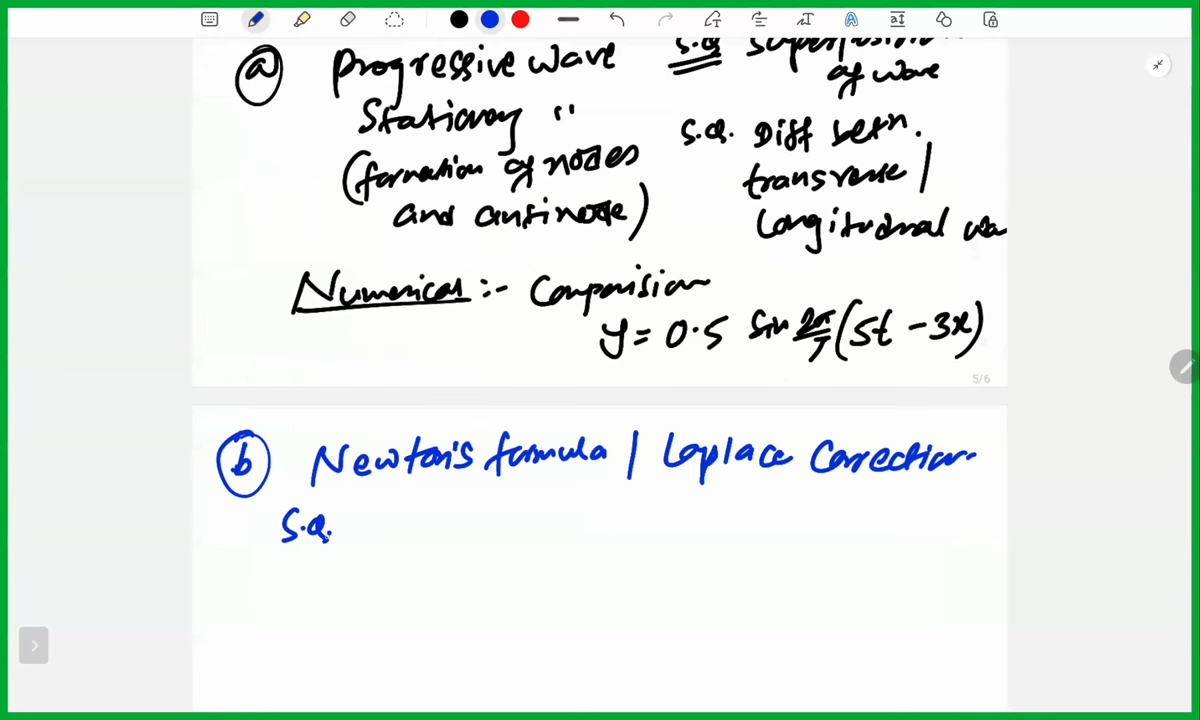 ⓐ Progressive wave
Stationary "
(formation of nodes
and antinode)
S.Q. Superposition
of wave
S.Q. Diff betn.
transverse /
Longitudinal wa
Numerical :- Comparision
y = 0.5 sin 2π/T (5t - 3x)
5/6
ⓑ Newton's formula / Laplace Correction
S.Q.